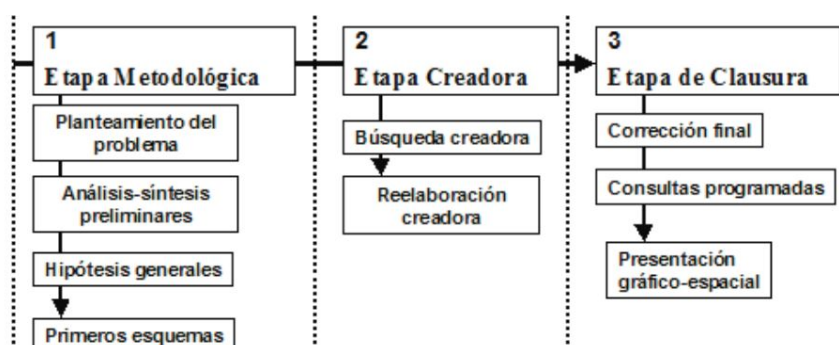 1
Etapa Metodológica
Planteamiento del
problema
Análisis-síntesis
preliminares
Hipótesis generales
Primeros esquemas
2
Etapa Creadora
Búsqueda creadora
Reelaboración
creadora
3
Etapa de Clausura
Corrección final
Consultas programadas
Presentación
gráfico-espacial